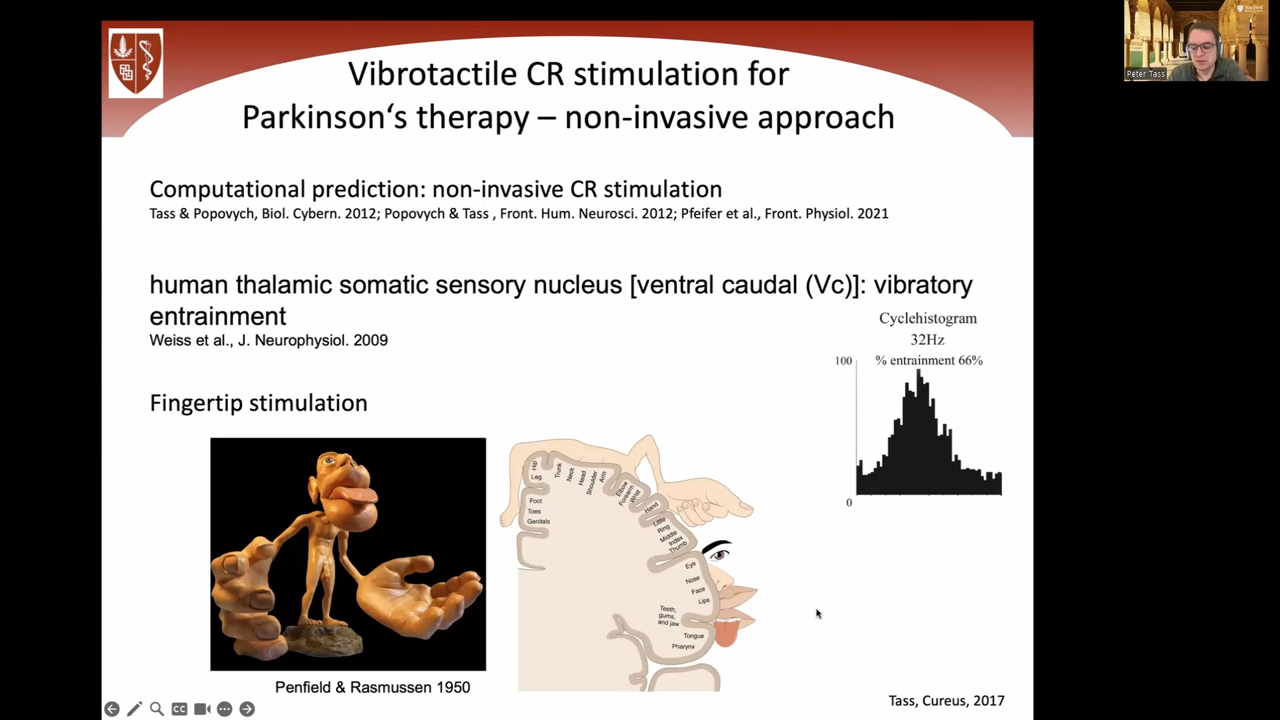 Vibrotactile CR stimulation for
Parkinson‘s therapy – non-invasive approach
Computational prediction: non-invasive CR stimulation
Tass & Popovych, Biol. Cybern. 2012; Popovych & Tass , Front. Hum. Neurosci. 2012; Pfeifer et al., Front. Physiol. 2021
human thalamic somatic sensory nucleus [ventral caudal (Vc)]: vibratory
entrainment
Weiss et al., J. Neurophysiol. 2009
Cyclehistogram
32Hz
% entrainment 66%
100
0
Fingertip stimulation
Hip
Leg
Foot
Toes
Genitals
Trunk
Neck
Head
Shoulder
Arm
Elbow
Forearm
Wrist
Hand
Little
Ring
Middle
Index
Thumb
Eye
Nose
Face
Lips
Teeth,
gums,
and jaw
Tongue
Pharynx
Penfield & Rasmussen 1950
Tass, Cureus, 2017
Peter Tass
CC